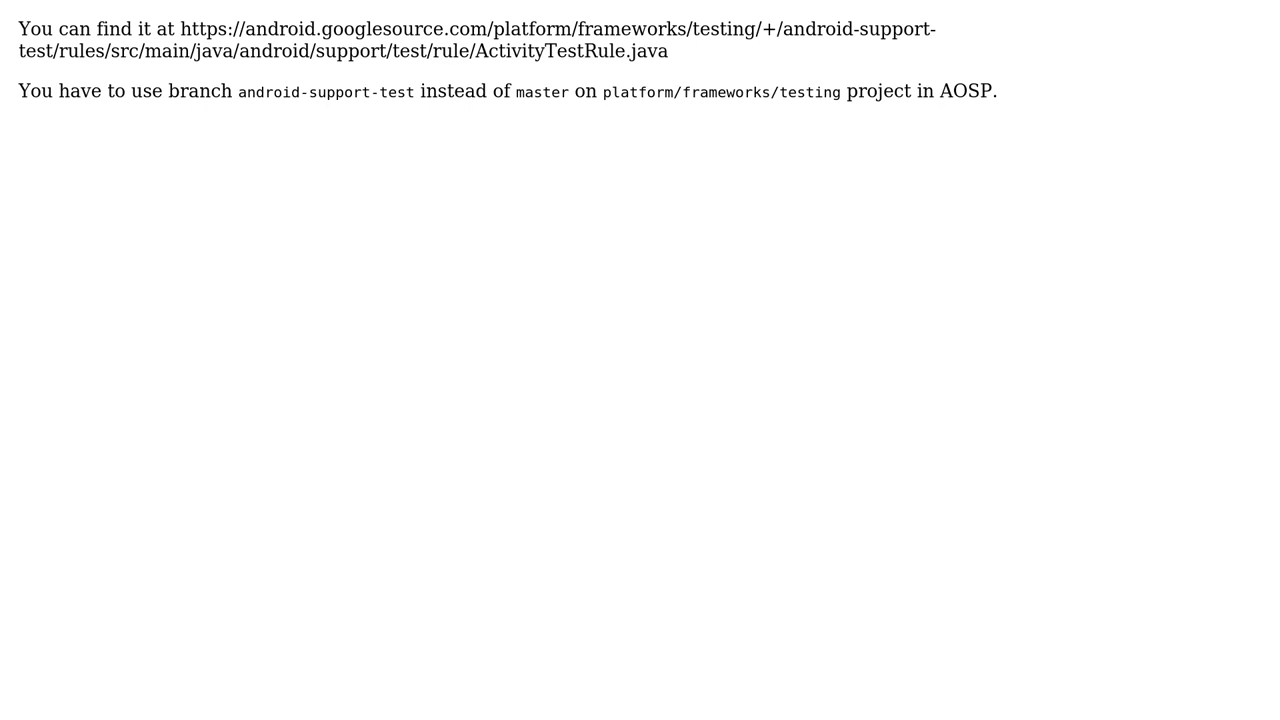 You can find it at https://android.googlesource.com/platform/frameworks/testing/+/android-support-
test/rules/src/main/java/android/support/test/rule/ActivityTestRule.java
You have to use branch android-support-test instead of master on platform/frameworks/testing project in AOSP.